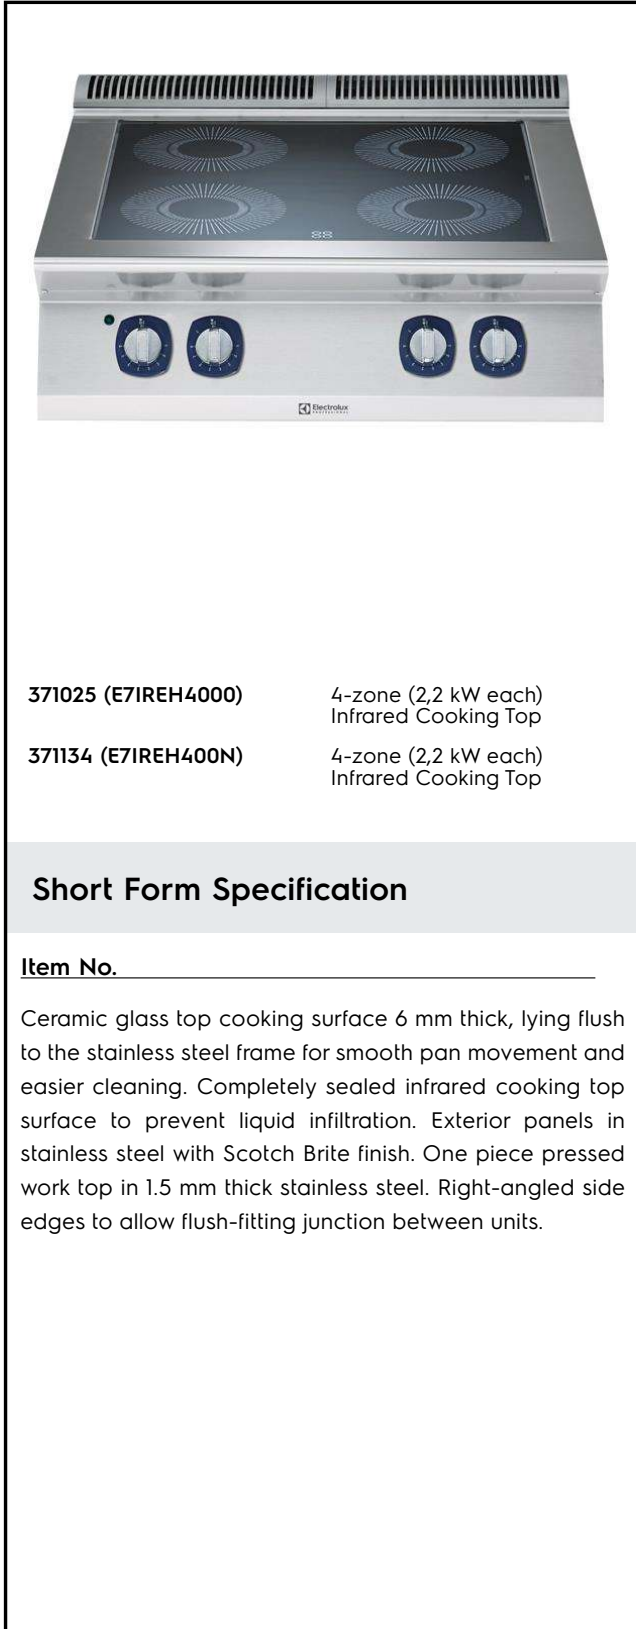 Electrolux
PROFESSIONAL
371025 (E7IREH4000)
4-zone (2,2 kW each)
Infrared Cooking Top
371134 (E7IREH400N)
4-zone (2,2 kW each)
Infrared Cooking Top
Short Form Specification
Item No.
Ceramic glass top cooking surface 6 mm thick, lying flush
to the stainless steel frame for smooth pan movement and
easier cleaning. Completely sealed infrared cooking top
surface to prevent liquid infiltration. Exterior panels in
stainless steel with Scotch Brite finish. One piece pressed
work top in 1.5 mm thick stainless steel. Right-angled side
edges to allow flush-fitting junction between units.